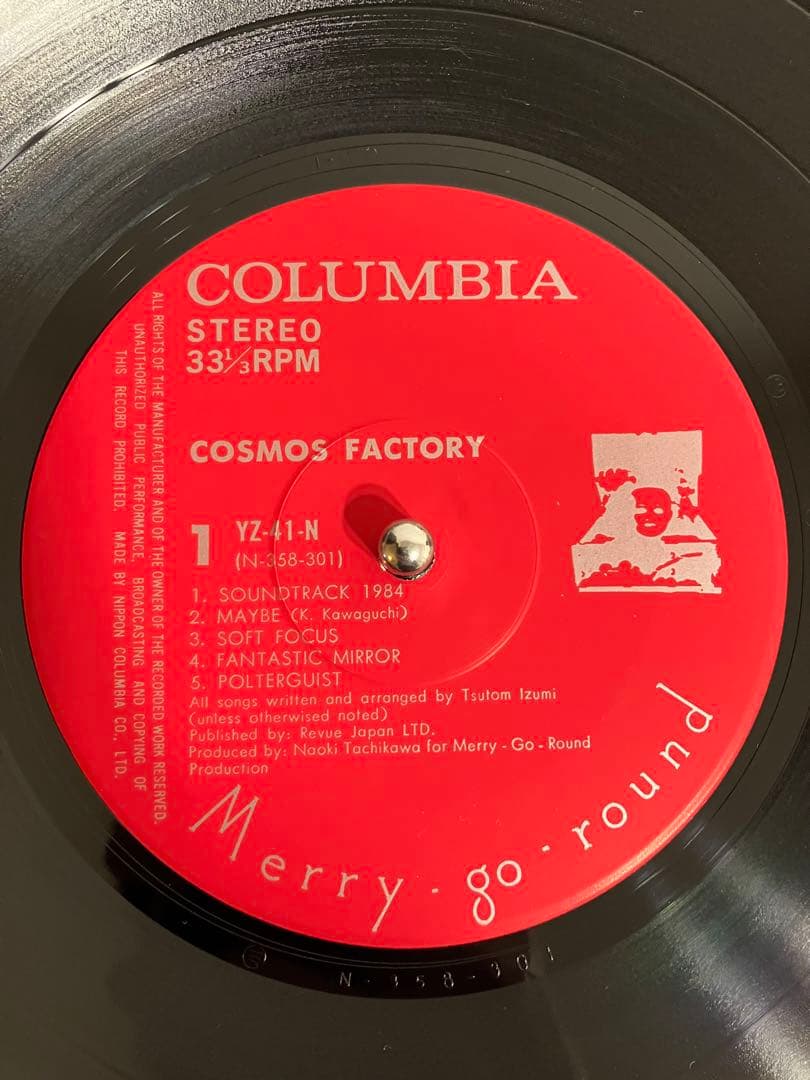 COLUMBIA
STEREO
33⅓RPM
COSMOS FACTORY
1 YZ-41-N
(N-358-301)
1. SOUNDTRACK 1984
2. MAYBE (K. Kawaguchi)
3. SOFT FOCUS
4. FANTASTIC MIRROR
5. POLTERGUIST
All songs written and arranged by Tsutom Izumi
(unless otherwised noted)
Published by: Revue Japan LTD.
Produced by: Naoki Tachikawa for Merry - Go - Round
Production
Merry - go - round
ALL RIGHTS OF THE MANUFACTURER AND OF THE OWNER OF THE RECORDED WORK RESERVED.
UNAUTHORIZED PUBLIC PERFORMANCE, BROADCASTING AND COPYING OF
THIS RECORD PROHIBITED. MADE BY NIPPON COLUMBIA CO., LTD.
N-358-301